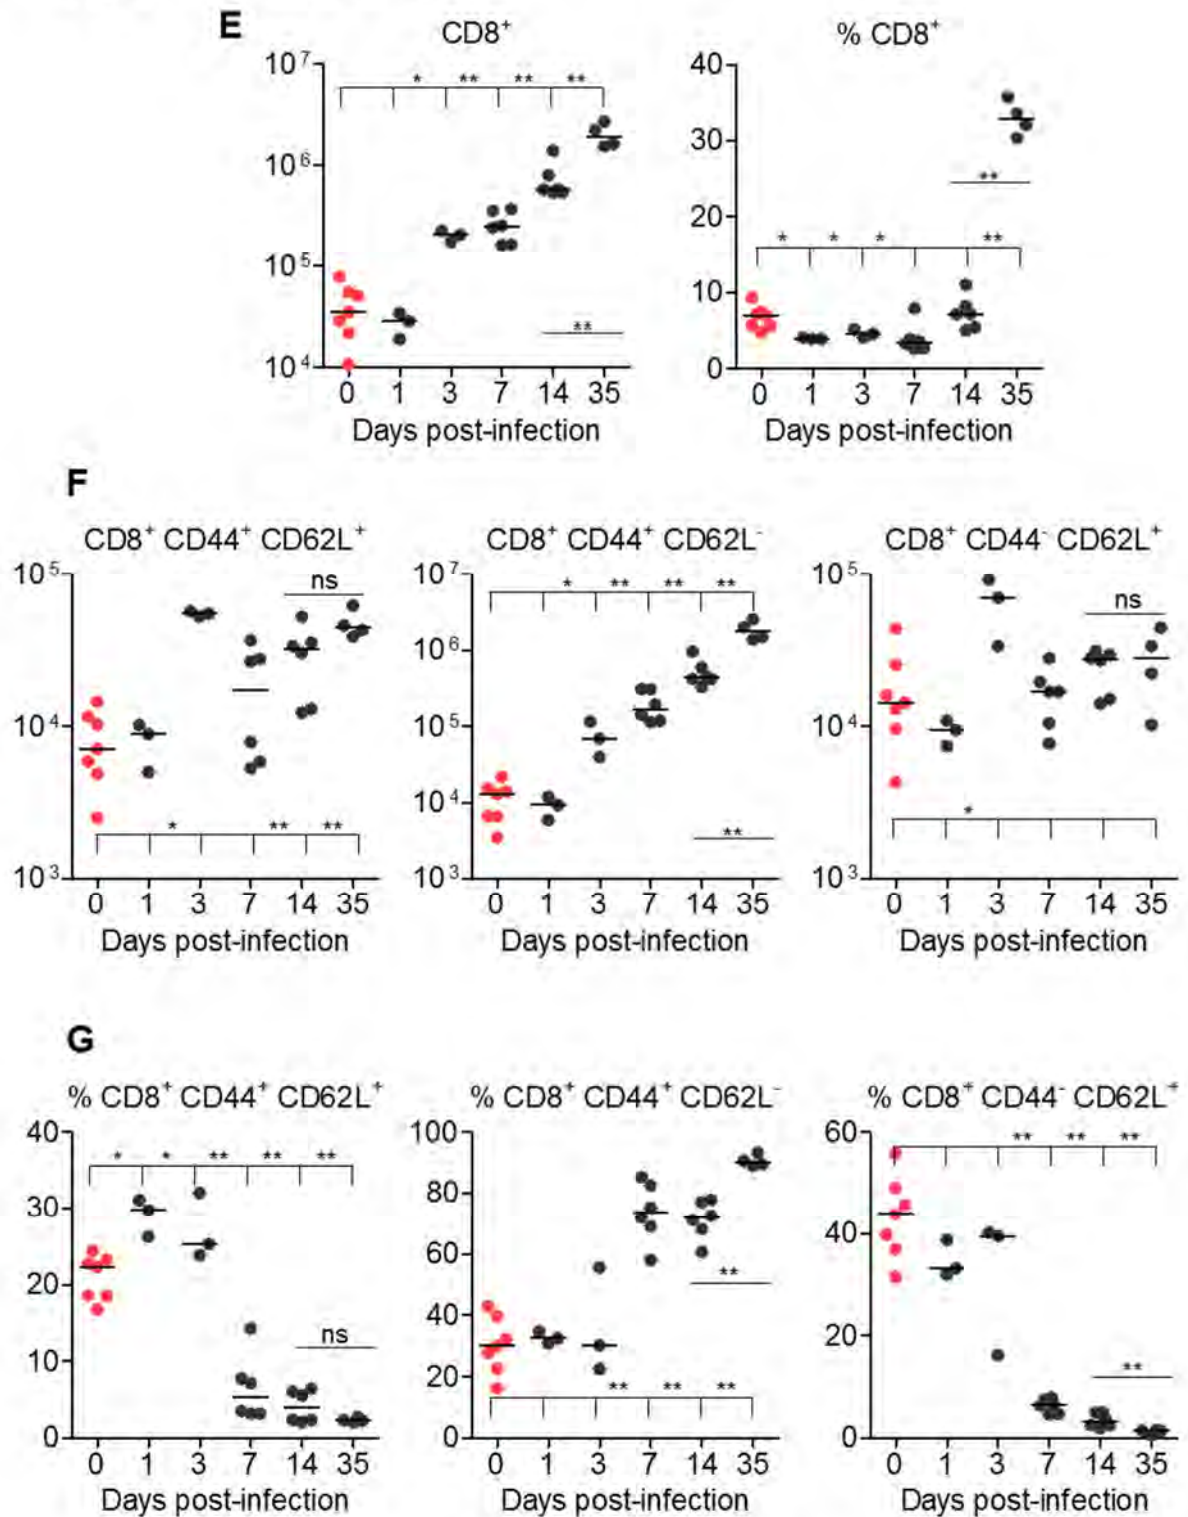 E
CD8⁺
% CD8⁺
10⁷
10⁶
10⁵
10⁴
* ** ** **
**
0 1 3 7 14 35
Days post-infection
40
30
20
10
0
**
* * * **
0 1 3 7 14 35
Days post-infection
F
CD8⁺ CD44⁺ CD62L⁺
10⁵
10⁴
10³
ns
* ** **
0 1 3 7 14 35
Days post-infection
CD8⁺ CD44⁺ CD62L⁻
10⁷
10⁶
10⁵
10⁴
10³
* ** ** **
**
0 1 3 7 14 35
Days post-infection
CD8⁺ CD44⁻ CD62L⁺
10⁵
10⁴
10³
ns
*
0 1 3 7 14 35
Days post-infection
G
% CD8⁺ CD44⁺ CD62L⁺
40
30
20
10
0
* * ** ** **
ns
0 1 3 7 14 35
Days post-infection
% CD8⁺ CD44⁺ CD62L⁻
100
80
60
40
20
0
**
** ** **
0 1 3 7 14 35
Days post-infection
% CD8⁺ CD44⁻ CD62L⁺
60
40
20
0
** ** **
**
0 1 3 7 14 35
Days post-infection